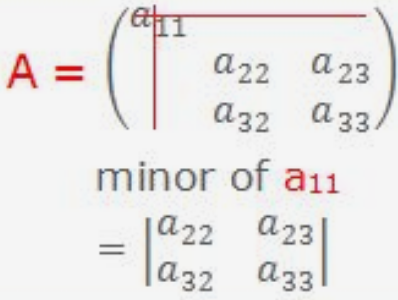 a₁₁
A = ( a₂₂ a₂₃ )
a₃₂ a₃₃
minor of a₁₁
= |a₂₂ a₂₃|
|a₃₂ a₃₃|